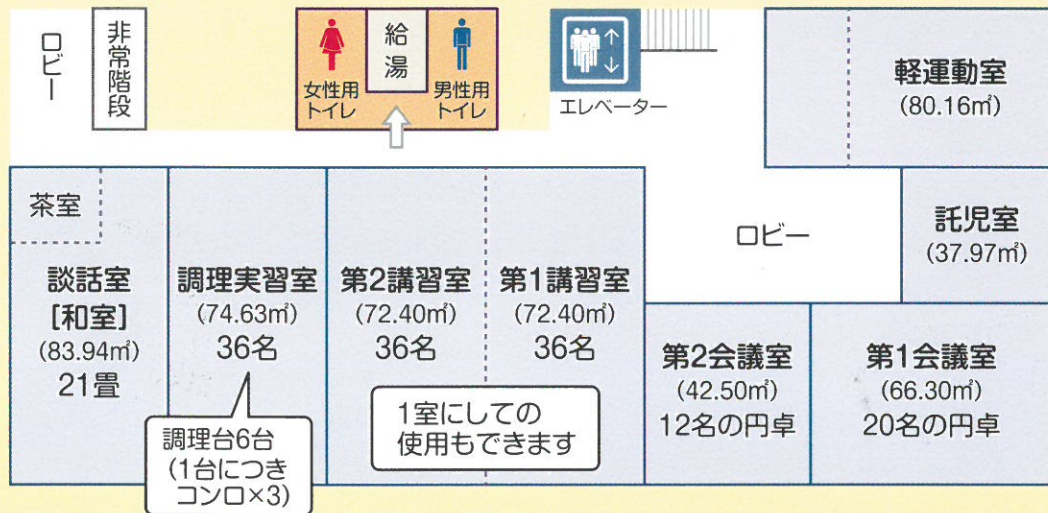 ロビー
非常階段
女性用
トイレ
給湯
男性用
トイレ
エレベーター
軽運動室
(80.16㎡)
茶室
談話室
[和室]
(83.94㎡)
21畳
調理実習室
(74.63㎡)
36名
調理台6台
(1台につき
コンロ×3)
第2講習室
(72.40㎡)
36名
第1講習室
(72.40㎡)
36名
1室にしての
使用もできます
ロビー
託児室
(37.97㎡)
第2会議室
(42.50㎡)
12名の円卓
第1会議室
(66.30㎡)
20名の円卓